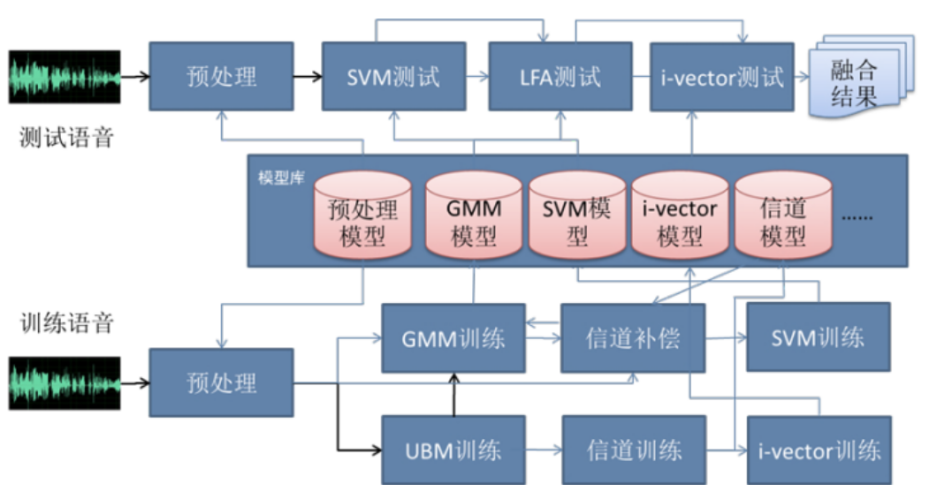 预处理
SVM测试
LFA测试
i-vector测试
融合
结果
测试语音
模型库
预处理
模型
GMM
模型
SVM模
型
i-vector
模型
信道
模型
......
训练语音
GMM训练
信道补偿
SVM训练
预处理
UBM训练
信道训练
i-vector训练